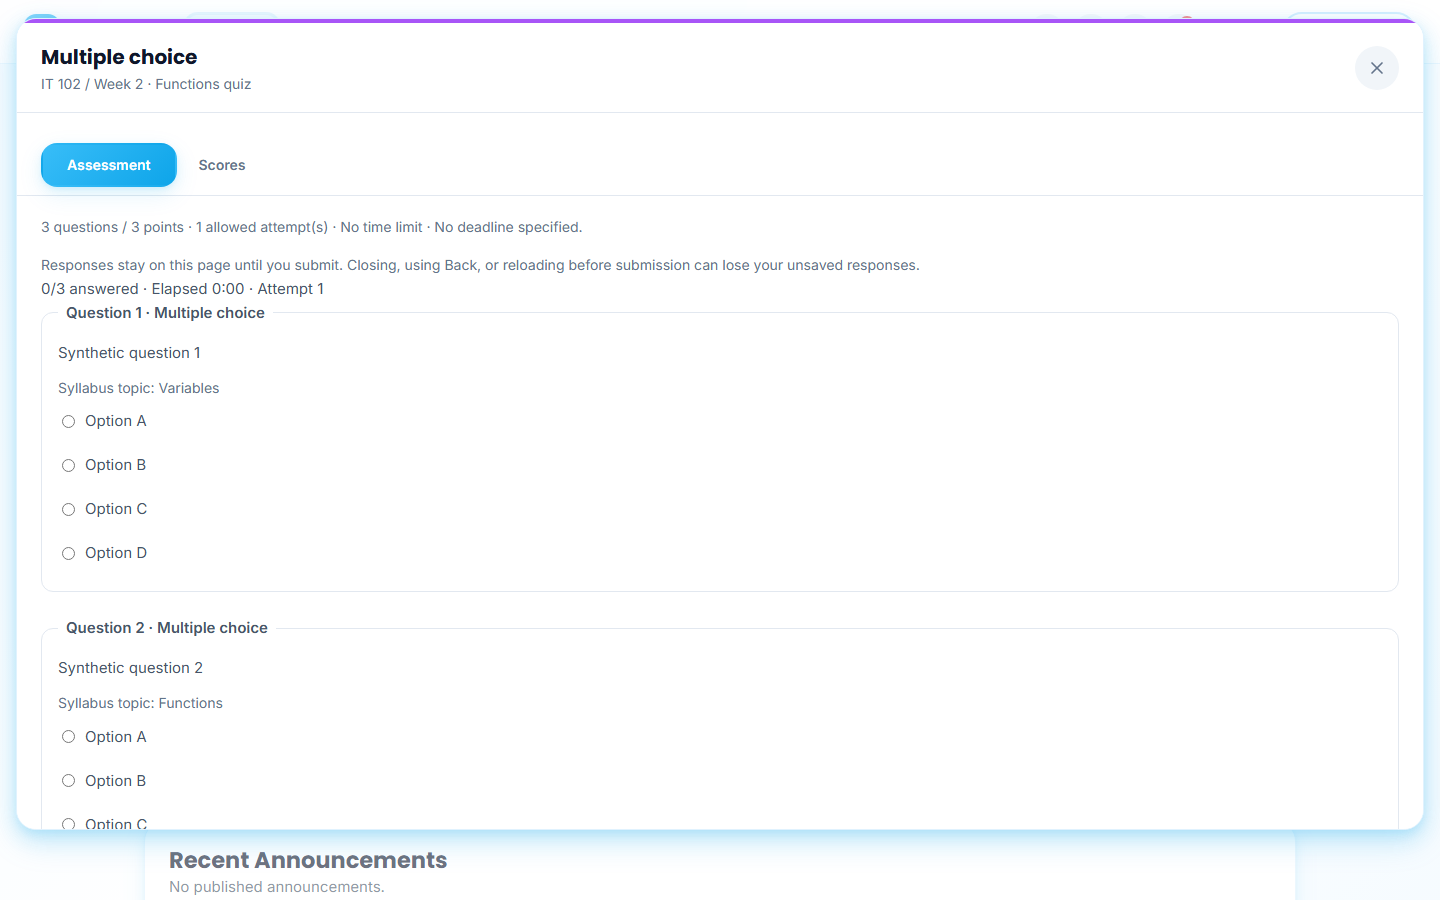 Multiple choice
IT 102 / Week 2 · Functions quiz
Assessment
Scores
3 questions / 3 points · 1 allowed attempt(s) · No time limit · No deadline specified.
Responses stay on this page until you submit. Closing, using Back, or reloading before submission can lose your unsaved responses.
0/3 answered · Elapsed 0:00 · Attempt 1
Question 1 · Multiple choice
Synthetic question 1
Syllabus topic: Variables
Option A
Option B
Option C
Option D
Question 2 · Multiple choice
Synthetic question 2
Syllabus topic: Functions
Option A
Option B
Option C
Recent Announcements
No published announcements.